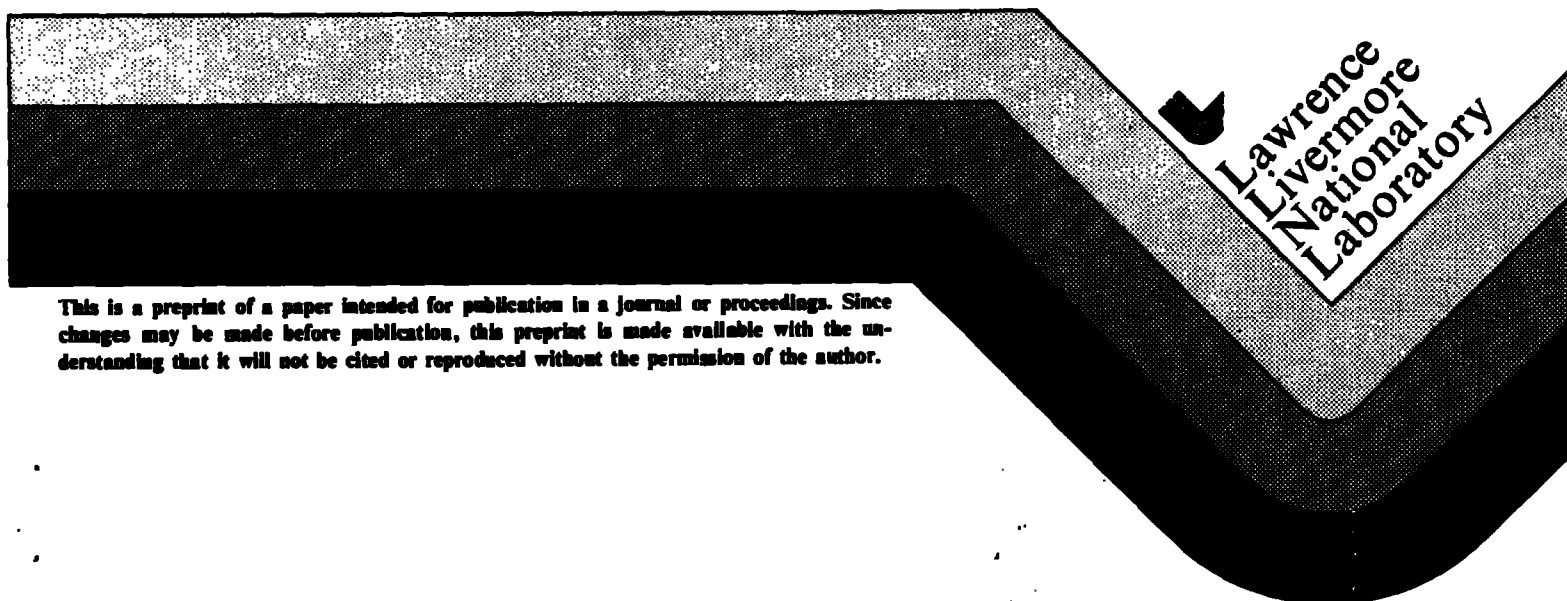 Lawrence
Livermore
National
Laboratory
This is a preprint of a paper intended for publication in a journal or proceedings. Since
changes may be made before publication, this preprint is made available with the un-
derstanding that it will not be cited or reproduced without the permission of the author.